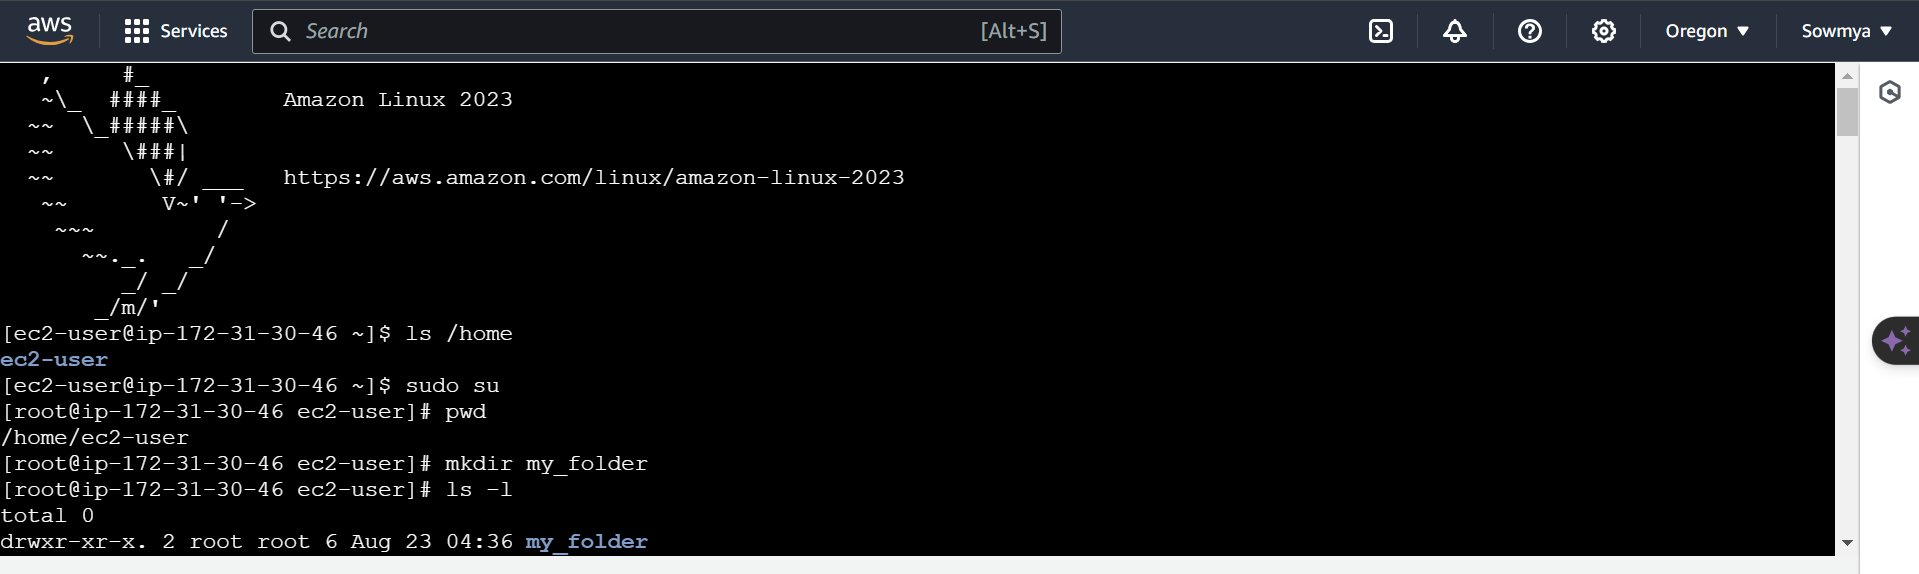 aws Services Search [Alt+S] Oregon Sowmya
   ,     #_
   ~\_  ####_        Amazon Linux 2023
  ~~  \_#####\
  ~~     \###|
  ~~       \#/ ___   https://aws.amazon.com/linux/amazon-linux-2023
   ~~       V~' '->
    ~~~         /
      ~~._.   _/
         _/ _/
       _/m/'
[ec2-user@ip-172-31-30-46 ~]$ ls /home
ec2-user
[ec2-user@ip-172-31-30-46 ~]$ sudo su
[root@ip-172-31-30-46 ec2-user]# pwd
/home/ec2-user
[root@ip-172-31-30-46 ec2-user]# mkdir my_folder
[root@ip-172-31-30-46 ec2-user]# ls -l
total 0
drwxr-xr-x. 2 root root 6 Aug 23 04:36 my_folder